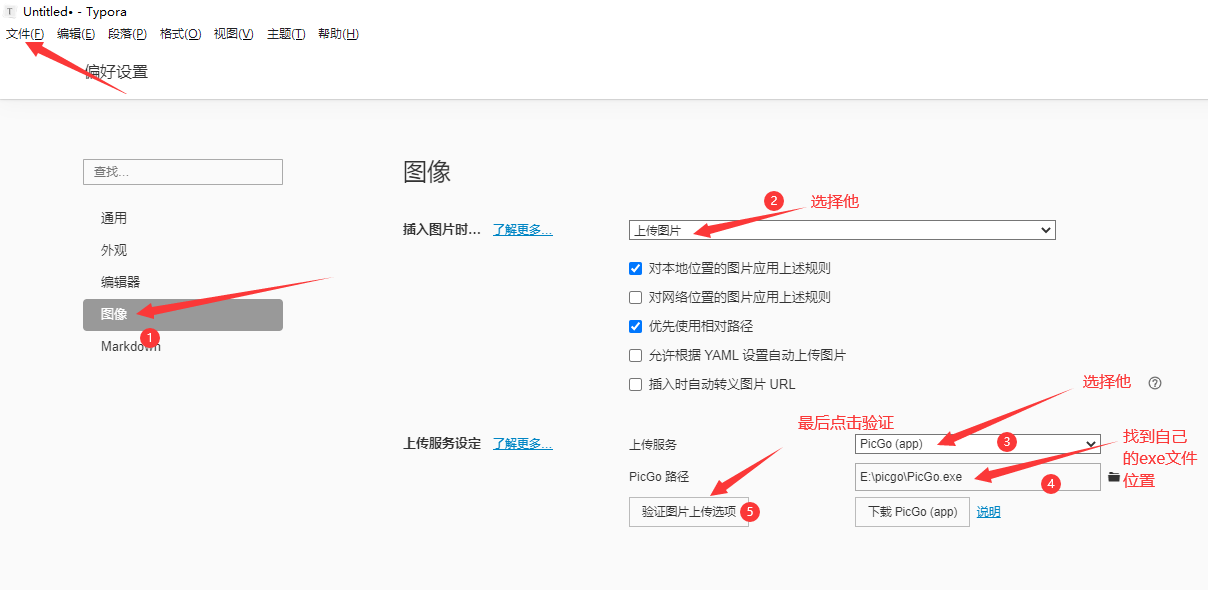 T Untitled• - Typora
文件(F) 编辑(E) 段落(P) 格式(O) 视图(V) 主题(T) 帮助(H)
偏好设置
查找...
通用
外观
编辑器
图像
1
Markdown
图像
2 选择他
插入图片时... 了解更多...
上传图片
对本地位置的图片应用上述规则
对网络位置的图片应用上述规则
优先使用相对路径
允许根据 YAML 设置自动上传图片
插入时自动转义图片 URL
选择他 ?
最后点击验证
上传服务设定 了解更多...
上传服务 PicGo (app) 3
找到自己
的exe文件
位置
PicGo 路径 E:\picgo\PicGo.exe 4
验证图片上传选项 5 下载 PicGo (app) 说明